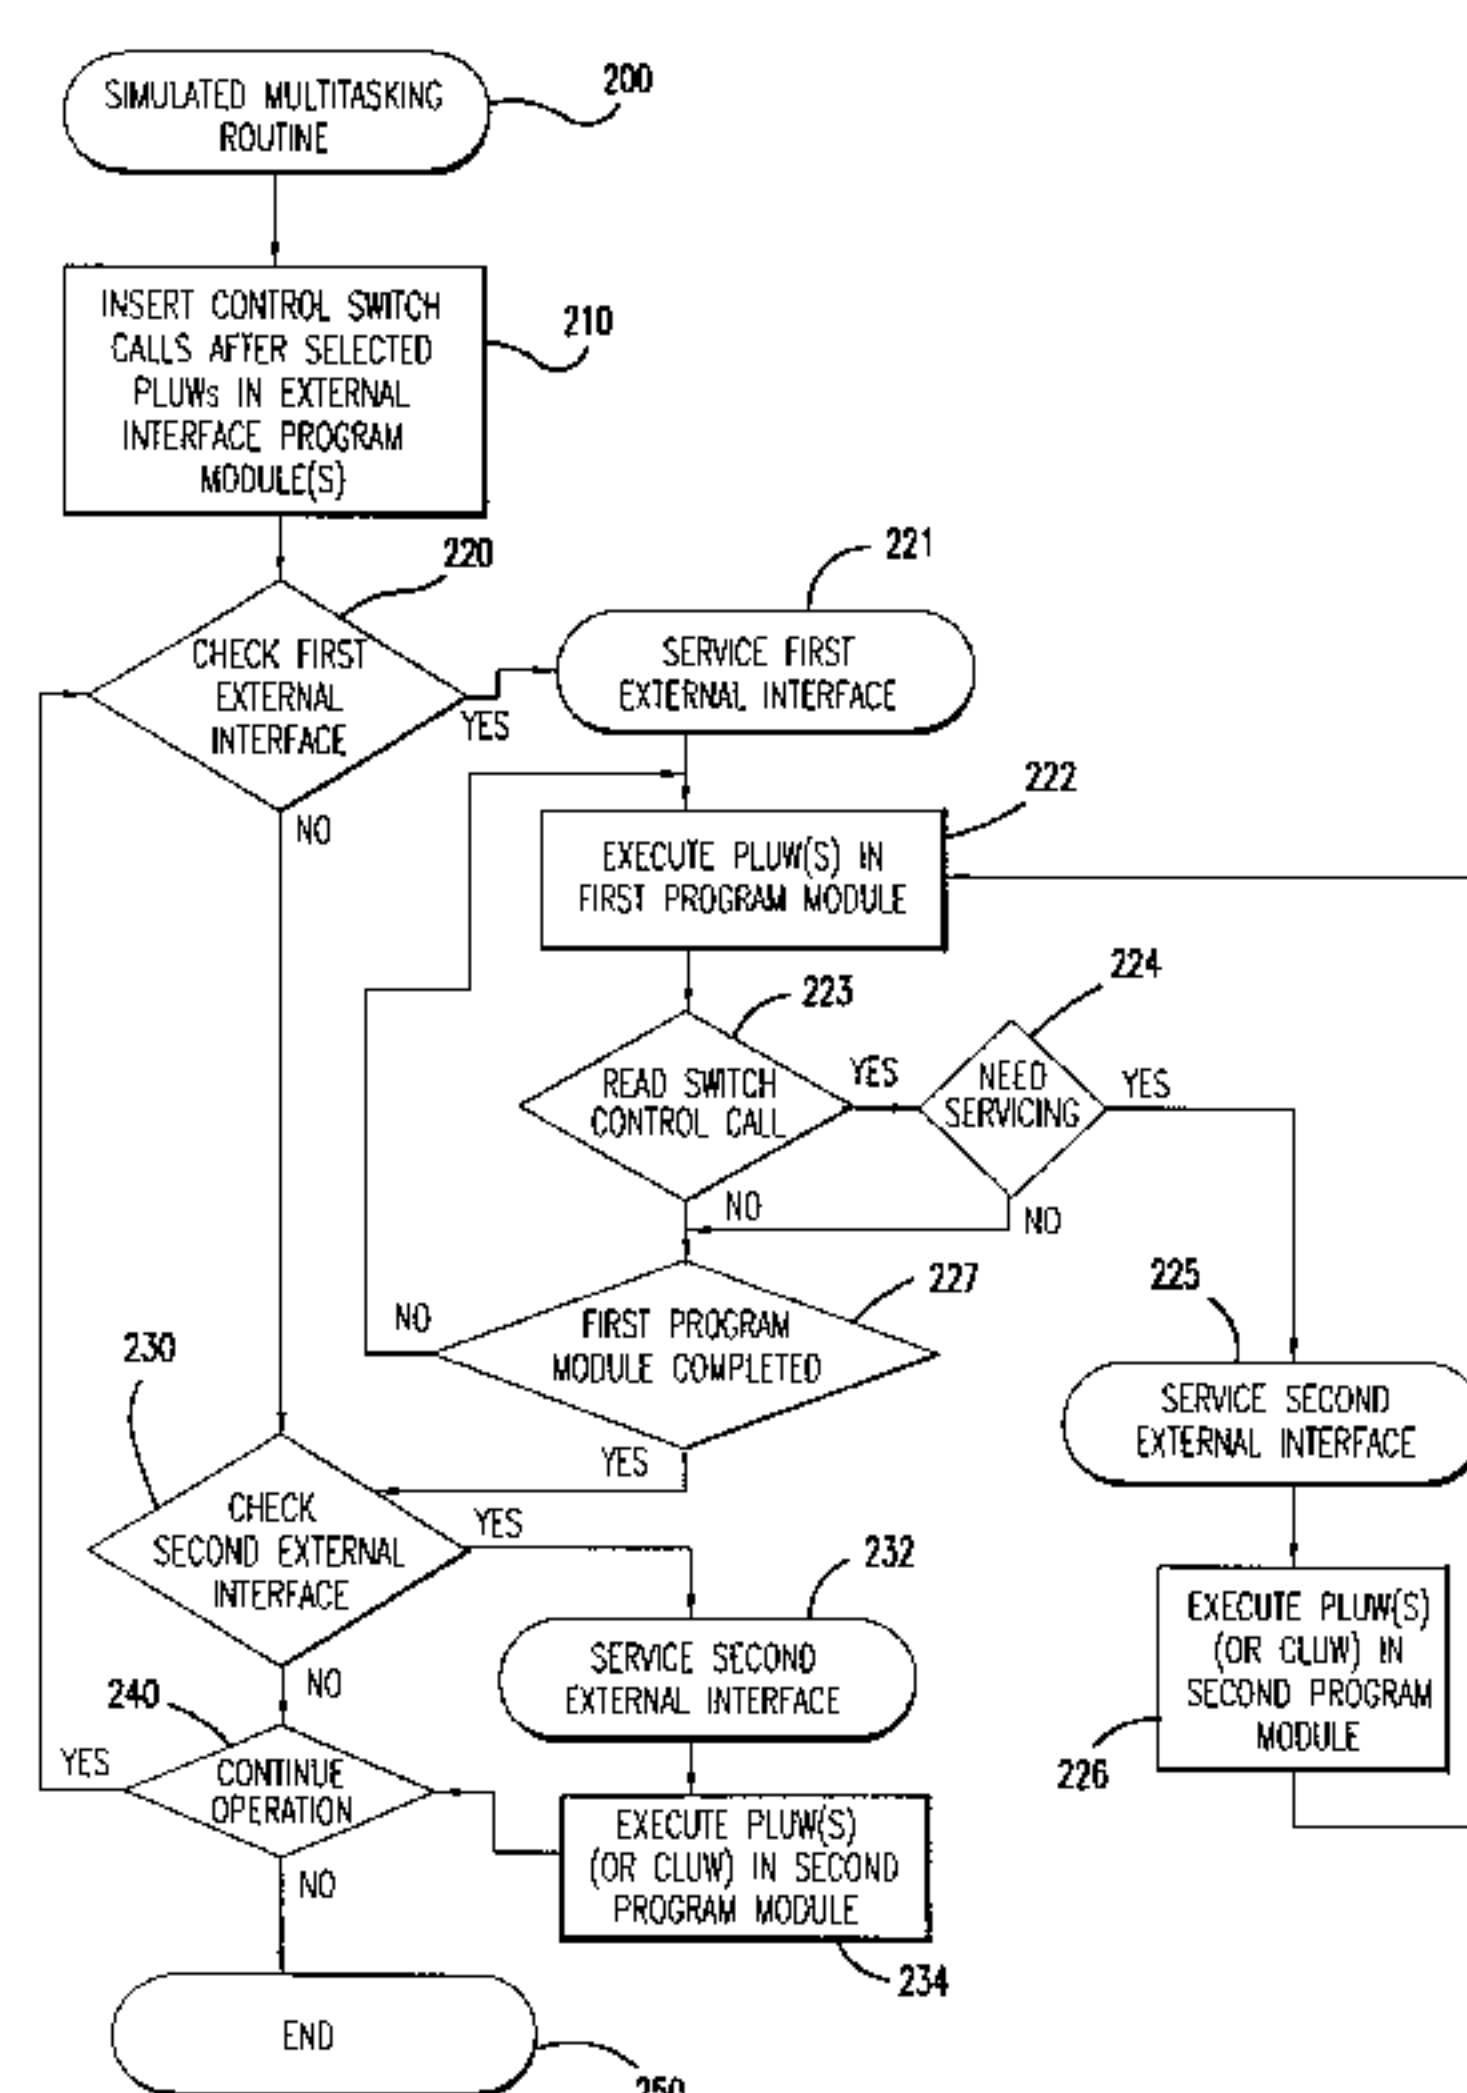 SIMULATED MULTITASKING
ROUTINE
200
INSERT CONTROL SWITCH
CALLS AFTER SELECTED
PLUWs IN EXTERNAL
INTERFACE PROGRAM
MODULE(S)
210
220
CHECK FIRST
EXTERNAL
INTERFACE
YES
NO
221
SERVICE FIRST
EXTERNAL INTERFACE
222
EXECUTE PLUW(S) IN
FIRST PROGRAM MODULE
223
READ SWITCH
CONTROL CALL
YES
NO
224
NEED
SERVICING
YES
NO
225
SERVICE SECOND
EXTERNAL INTERFACE
EXECUTE PLUW(S)
(OR CLUW) IN
SECOND PROGRAM
MODULE
226
227
FIRST PROGRAM
MODULE COMPLETED
NO
YES
230
CHECK
SECOND EXTERNAL
INTERFACE
YES
NO
232
SERVICE SECOND
EXTERNAL INTERFACE
EXECUTE PLUW(S)
(OR CLUW) IN SECOND
PROGRAM MODULE
234
240
CONTINUE
OPERATION
YES
NO
END
250